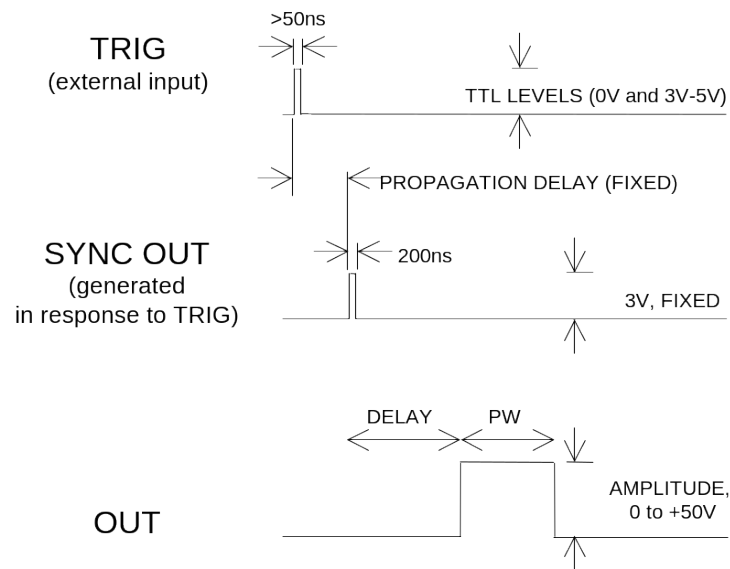 >50ns
TRIG
(external input)
TTL LEVELS (0V and 3V-5V)
PROPAGATION DELAY (FIXED)
SYNC OUT
(generated
in response to TRIG)
200ns
3V, FIXED
DELAY
PW
AMPLITUDE,
0 to +50V
OUT